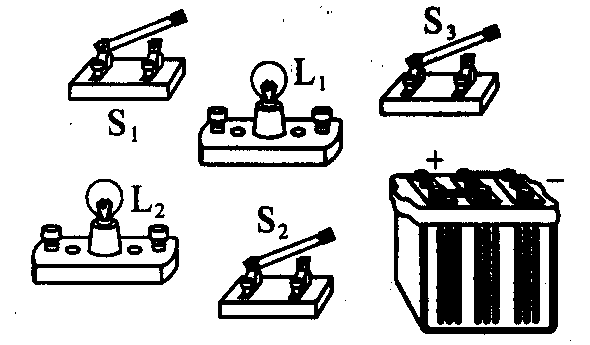 S₃
L₁
S₁
+ −
L₂
S₂